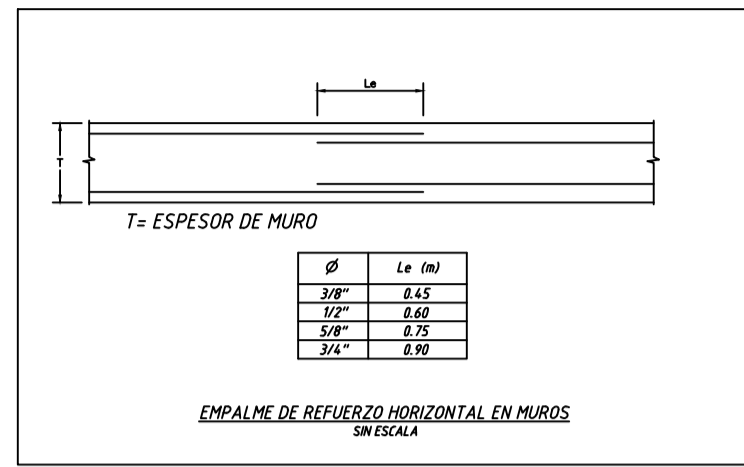 Le
T
T= ESPESOR DE MURO
Ø Le (m)
3/8" 0.45
1/2" 0.60
5/8" 0.75
3/4" 0.90
EMPALME DE REFUERZO HORIZONTAL EN MUROS
SIN ESCALA